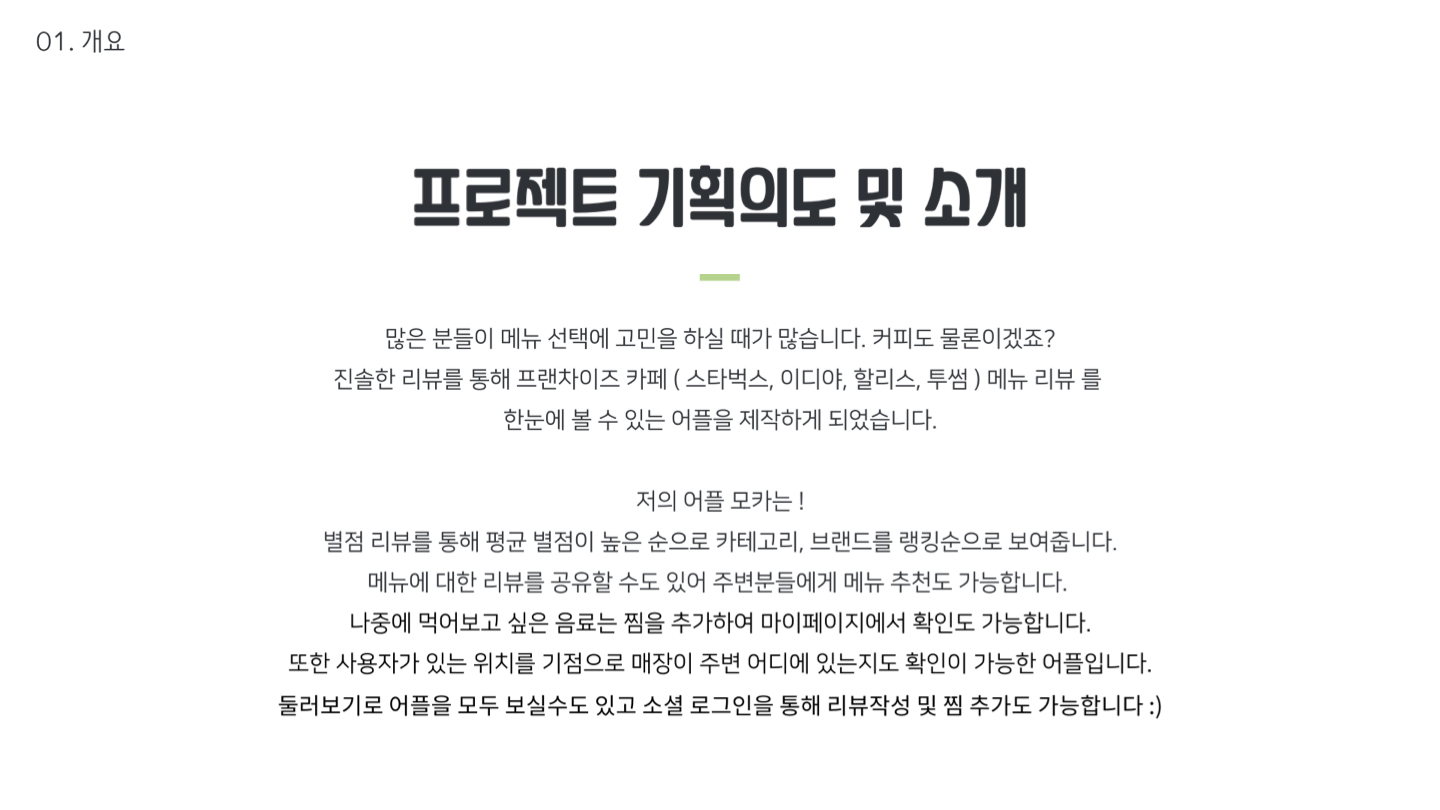 01. 개요
프로젝트 기획의도 및 소개
많은 분들이 메뉴 선택에 고민을 하실 때가 많습니다. 커피도 물론이겠죠?
진솔한 리뷰를 통해 프랜차이즈 카페 ( 스타벅스, 이디야, 할리스, 투썸 ) 메뉴 리뷰 를
한눈에 볼 수 있는 어플을 제작하게 되었습니다.
저의 어플 모카는 !
별점 리뷰를 통해 평균 별점이 높은 순으로 카테고리, 브랜드를 랭킹순으로 보여줍니다.
메뉴에 대한 리뷰를 공유할 수도 있어 주변분들에게 메뉴 추천도 가능합니다.
나중에 먹어보고 싶은 음료는 찜을 추가하여 마이페이지에서 확인도 가능합니다.
또한 사용자가 있는 위치를 기점으로 매장이 주변 어디에 있는지도 확인이 가능한 어플입니다.
둘러보기로 어플을 모두 보실수도 있고 소셜 로그인을 통해 리뷰작성 및 찜 추가도 가능합니다 :)